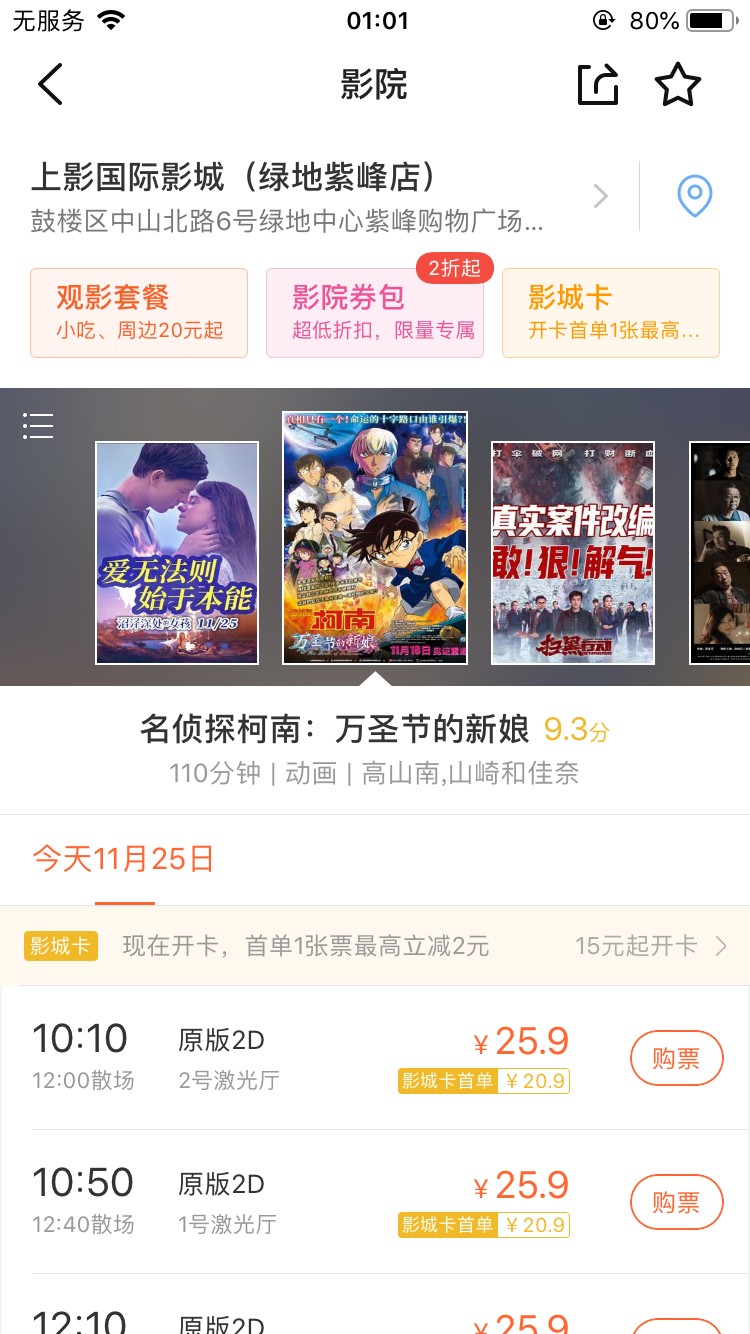 无服务 01:01 80%
影院
上影国际影城（绿地紫峰店）
鼓楼区中山北路6号绿地中心紫峰购物广场...
2折起
观影套餐 影院券包 影城卡
小吃、周边20元起 超低折扣，限量专属 开卡首单1张最高...
爱无法则
始于本能
沼泽深处的女孩 11/25
真相只有一个！命运的十字路口由谁引爆？！
柯南
万圣节的新娘
11月18日
打伞破网 打财断血
真实案件改编
敢！狠！解气！
扫黑行动
名侦探柯南：万圣节的新娘 9.3分
110分钟 | 动画 | 高山南,山崎和佳奈
今天11月25日
影城卡 现在开卡，首单1张票最高立减2元 15元起开卡
10:10 原版2D ￥25.9 购票
12:00散场 2号激光厅 影城卡首单 ￥20.9
10:50 原版2D ￥25.9 购票
12:40散场 1号激光厅 影城卡首单 ￥20.9
12:10 原版2D ￥25.9